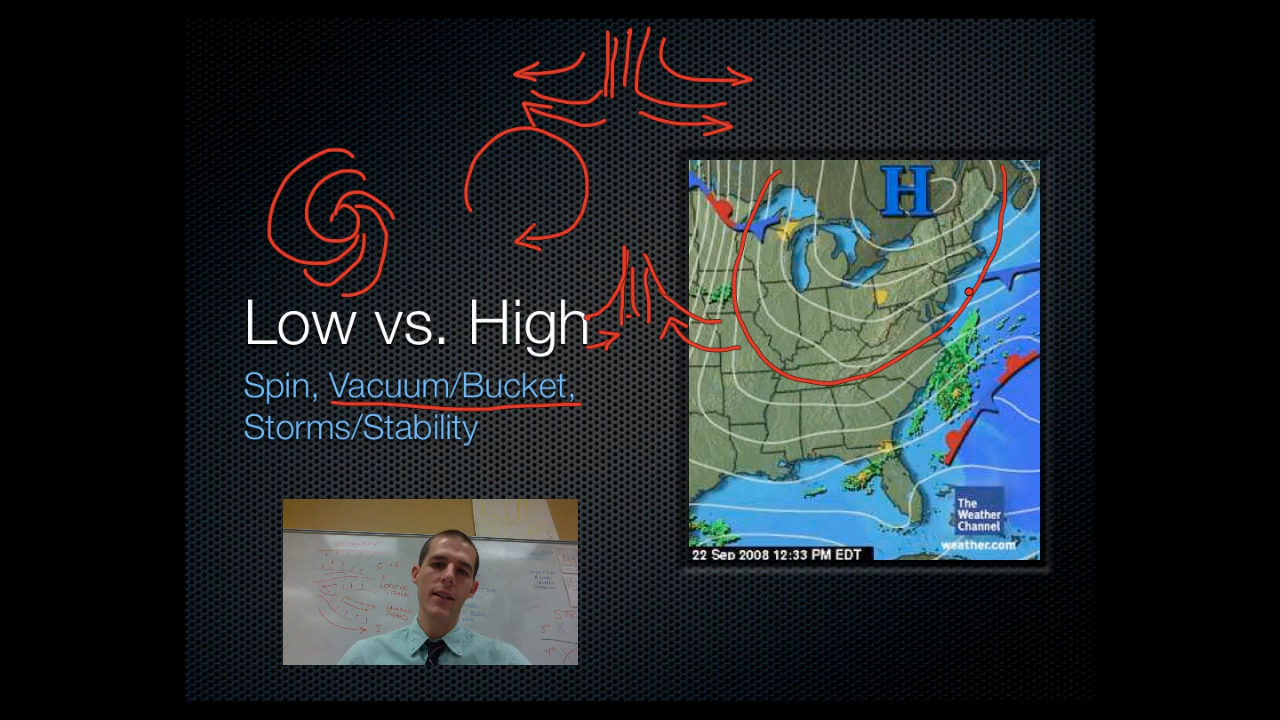 H
Low vs. High
Spin, Vacuum/Bucket,
Storms/Stability
The
Weather
Channel
weather.com
22 Sep 2008 12:33 PM EDT